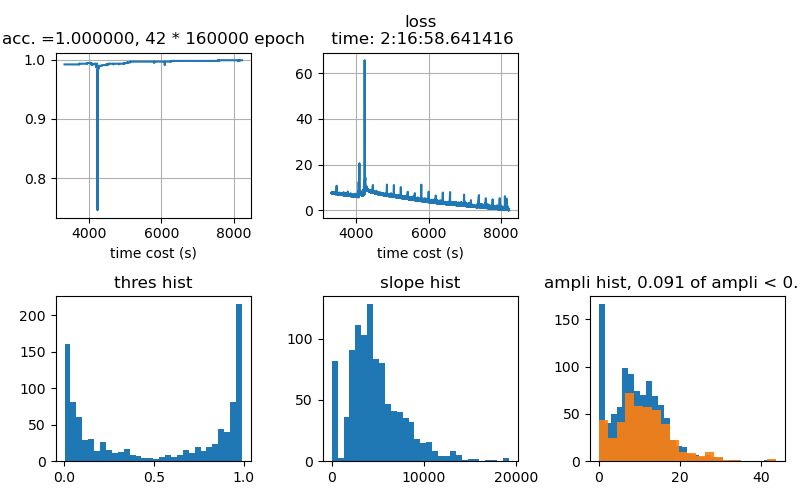 acc. =1.000000, 42 * 160000 epoch
1.0
0.9
0.8
4000 6000 8000
time cost (s)
loss
time: 2:16:58.641416
60
40
20
0
4000 6000 8000
time cost (s)
thres hist
200
150
100
50
0
0.0 0.5 1.0
slope hist
100
50
0
0 10000 20000
ampli hist, 0.091 of ampli < 0.
150
100
50
0
0 20 40